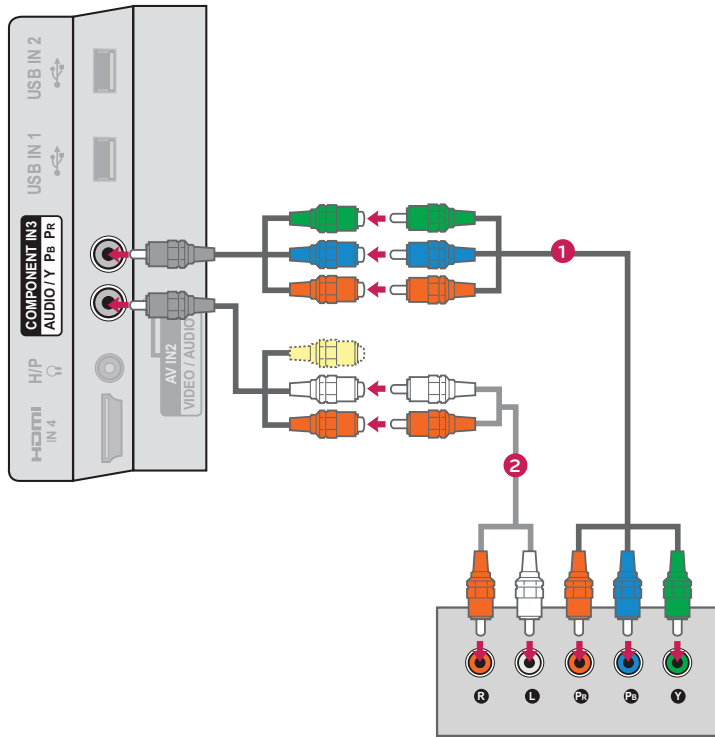 USB IN 2
USB IN 1
COMPONENT IN3
AUDIO / Y PB PR
H/P
HDMI
IN 4
AV IN2
VIDEO / AUDIO
1
2
R
L
PR
PB
Y